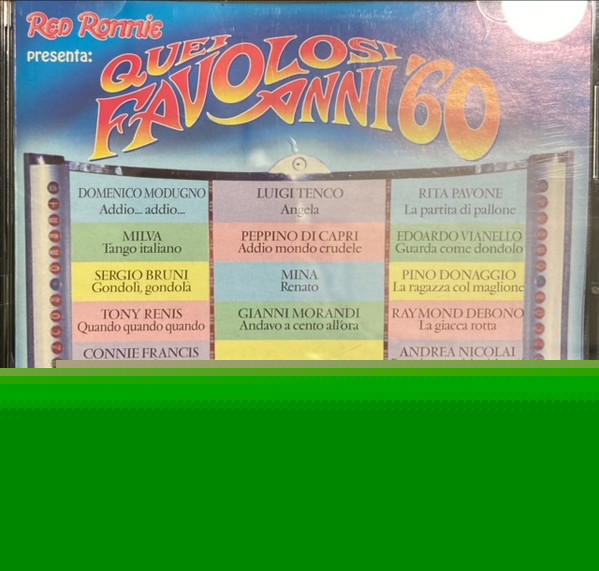 Red Ronnie
presenta:
QUEI
FAVOLOSI
ANNI '60
DOMENICO MODUGNO
Addio... addio...
LUIGI TENCO
Angela
RITA PAVONE
La partita di pallone
MILVA
Tango italiano
PEPPINO DI CAPRI
Addio mondo crudele
EDOARDO VIANELLO
Guarda come dondolo
SERGIO BRUNI
Gondolì, gondolà
MINA
Renato
PINO DONAGGIO
La ragazza col maglione
TONY RENIS
Quando quando quando
GIANNI MORANDI
Andavo a cento all'ora
RAYMOND DEBONO
La giacca rotta
CONNIE FRANCIS
ANDREA NICOLAI